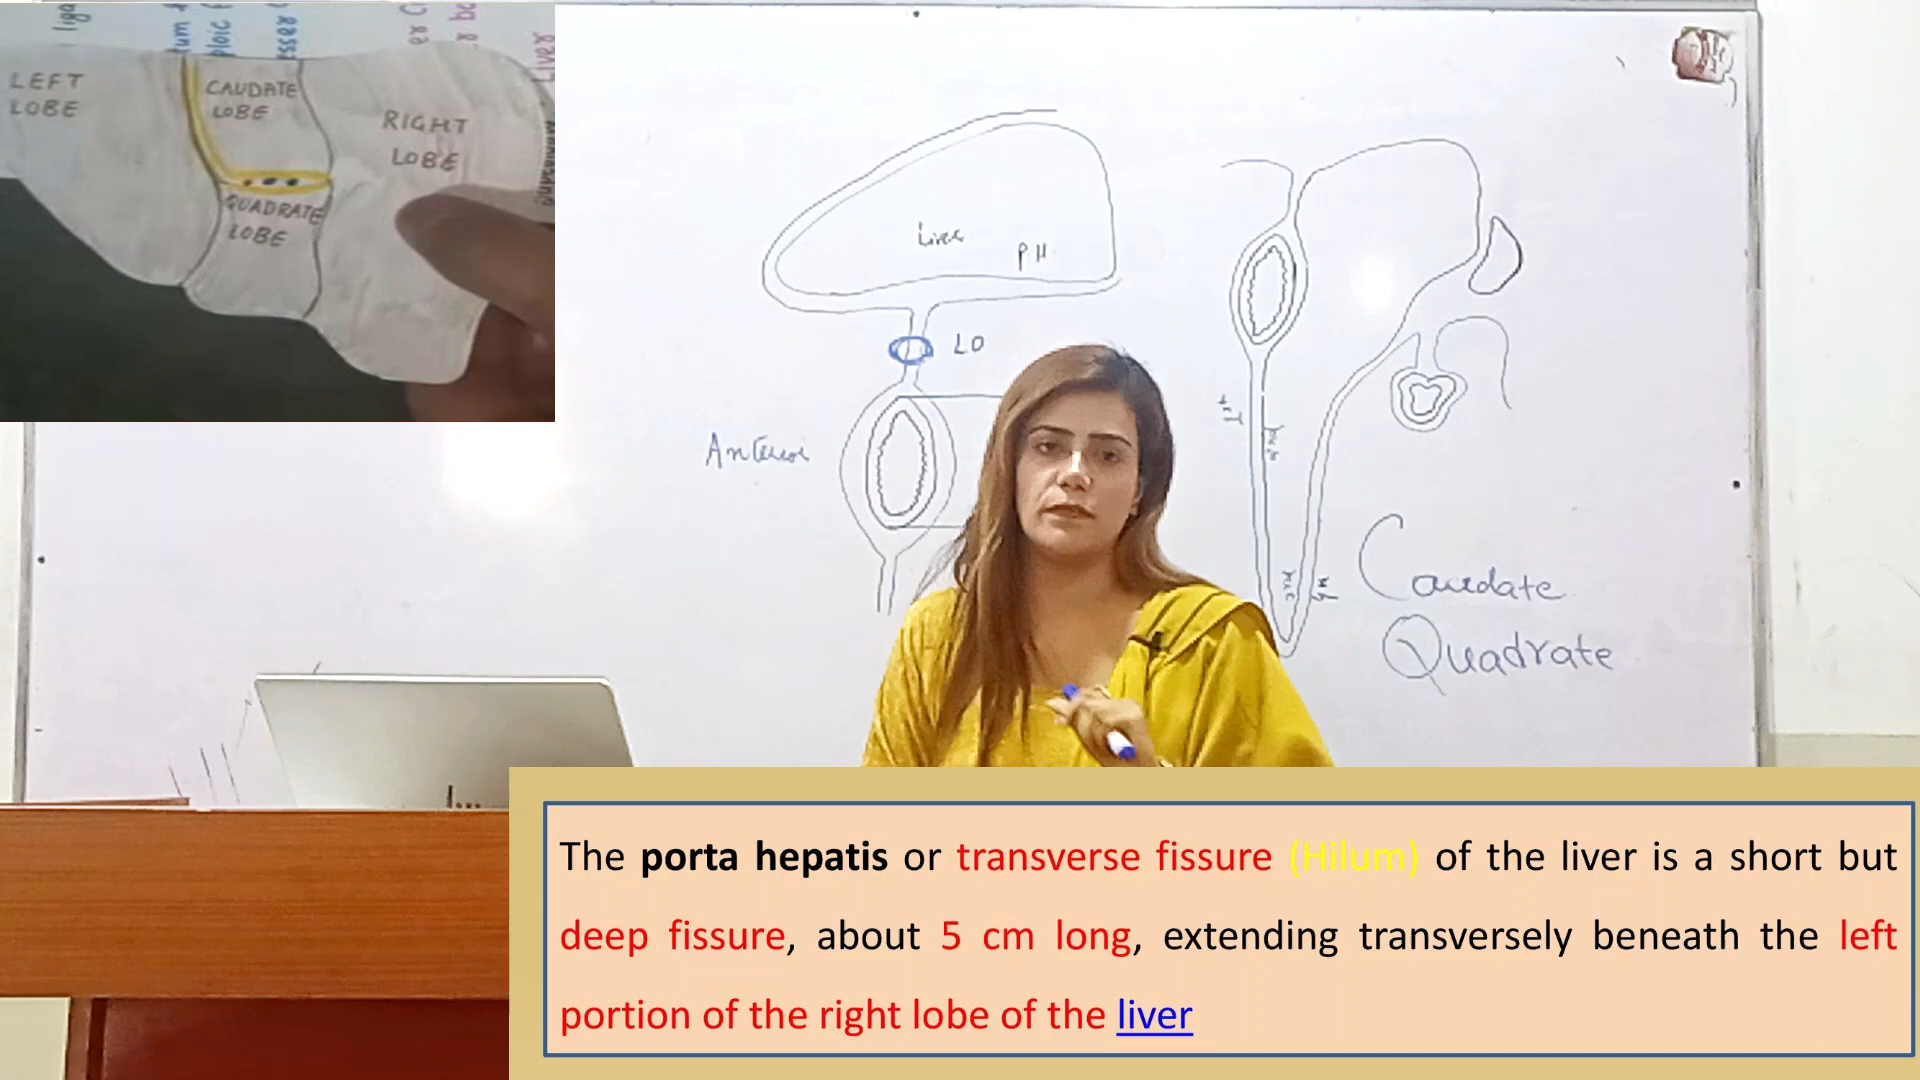 LEFT
LOBE
CAUDATE
LOBE
RIGHT
LOBE
QUADRATE
LOBE
Liver
P.H.
LO
Anterior
Caudate
Quadrate
The porta hepatis or transverse fissure (Hilum) of the liver is a short but
deep fissure, about 5 cm long, extending transversely beneath the left
portion of the right lobe of the liver